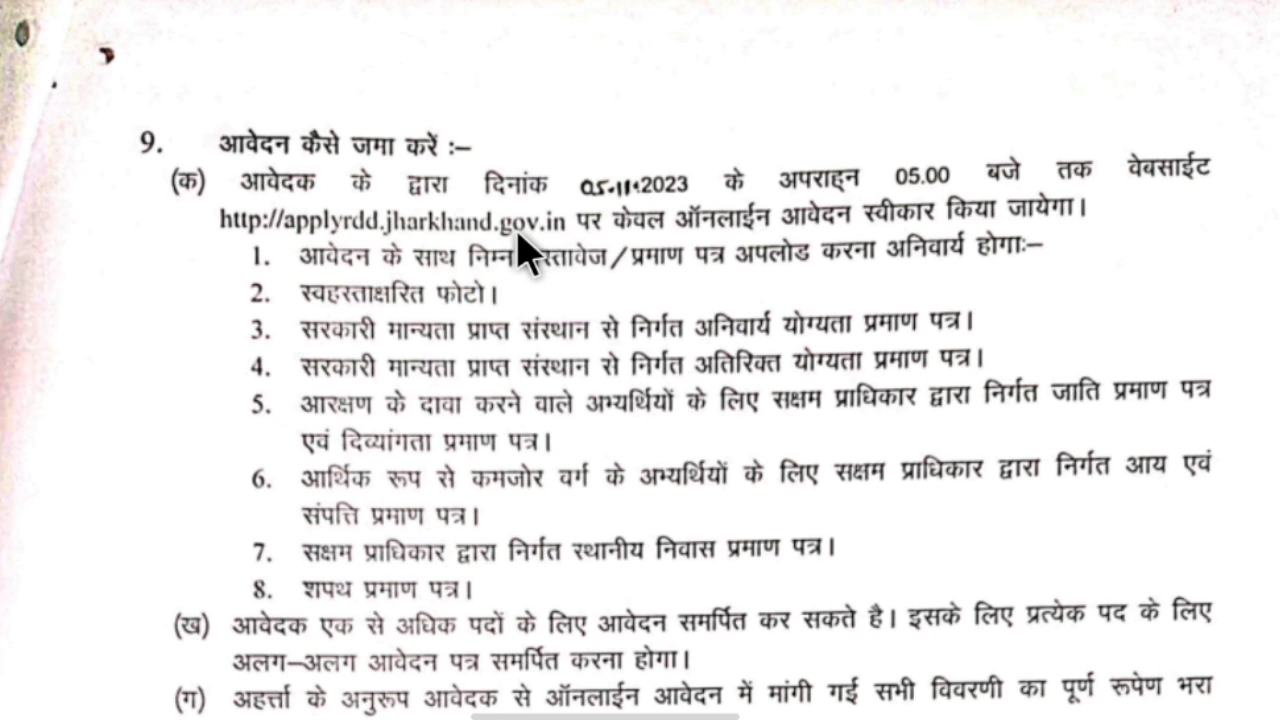 9. आवेदन कैसे जमा करें :–
(क) आवेदक के द्वारा दिनांक 05.11.2023 के अपराह्न 05.00 बजे तक वेबसाईट
http://applyrdd.jharkhand.gov.in पर केवल ऑनलाईन आवेदन स्वीकार किया जायेगा।
1. आवेदन के साथ निम्न /प्रमाण पत्र अपलोड करना अनिवार्य होगाः–
2. स्वहस्ताक्षरित फोटो।
3. सरकारी मान्यता प्राप्त संस्थान से निर्गत अनिवार्य योग्यता प्रमाण पत्र।
4. सरकारी मान्यता प्राप्त संस्थान से निर्गत अतिरिक्त योग्यता प्रमाण पत्र।
5. आरक्षण के दावा करने वाले अभ्यर्थियों के लिए सक्षम प्राधिकार द्वारा निर्गत जाति प्रमाण पत्र
एवं दिव्यांगता प्रमाण पत्र।
6. आर्थिक रूप से कमजोर वर्ग के अभ्यर्थियों के लिए सक्षम प्राधिकार द्वारा निर्गत आय एवं
संपत्ति प्रमाण पत्र।
7. सक्षम प्राधिकार द्वारा निर्गत स्थानीय निवास प्रमाण पत्र।
8. शपथ प्रमाण पत्र।
(ख) आवेदक एक से अधिक पदों के लिए आवेदन समर्पित कर सकते है। इसके लिए प्रत्येक पद के लिए
अलग–अलग आवेदन पत्र समर्पित करना होगा।
(ग) अहर्त्ता के अनुरूप आवेदक से ऑनलाईन आवेदन में मांगी गई सभी विवरणी का पूर्ण रूपेण भरा